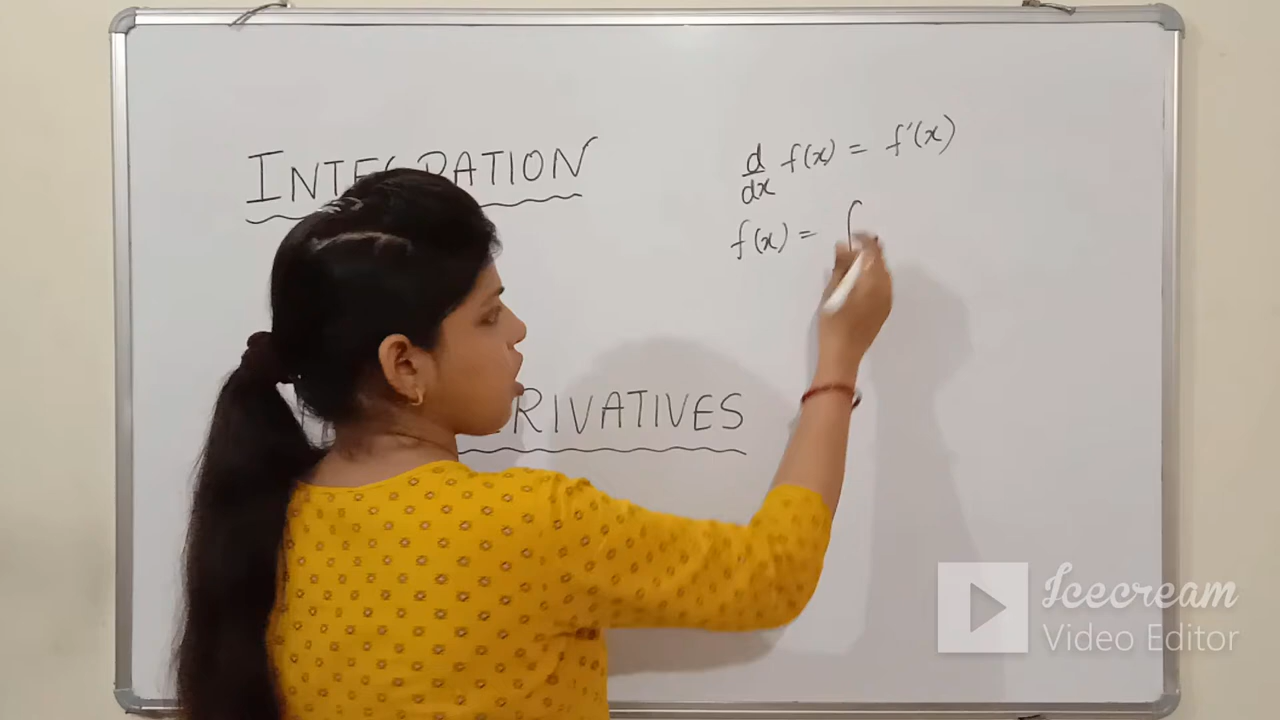 INTEGRATION
d/dx f(x) = f'(x)
f(x) = ∫
RIVATIVES
Icecream
Video Editor